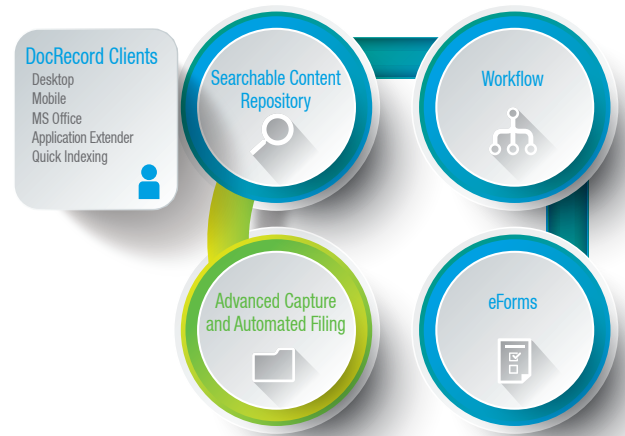 DocRecord Clients
Desktop
Mobile
MS Office
Application Extender
Quick Indexing
Searchable Content
Repository
Workflow
Advanced Capture
and Automated Filing
eForms